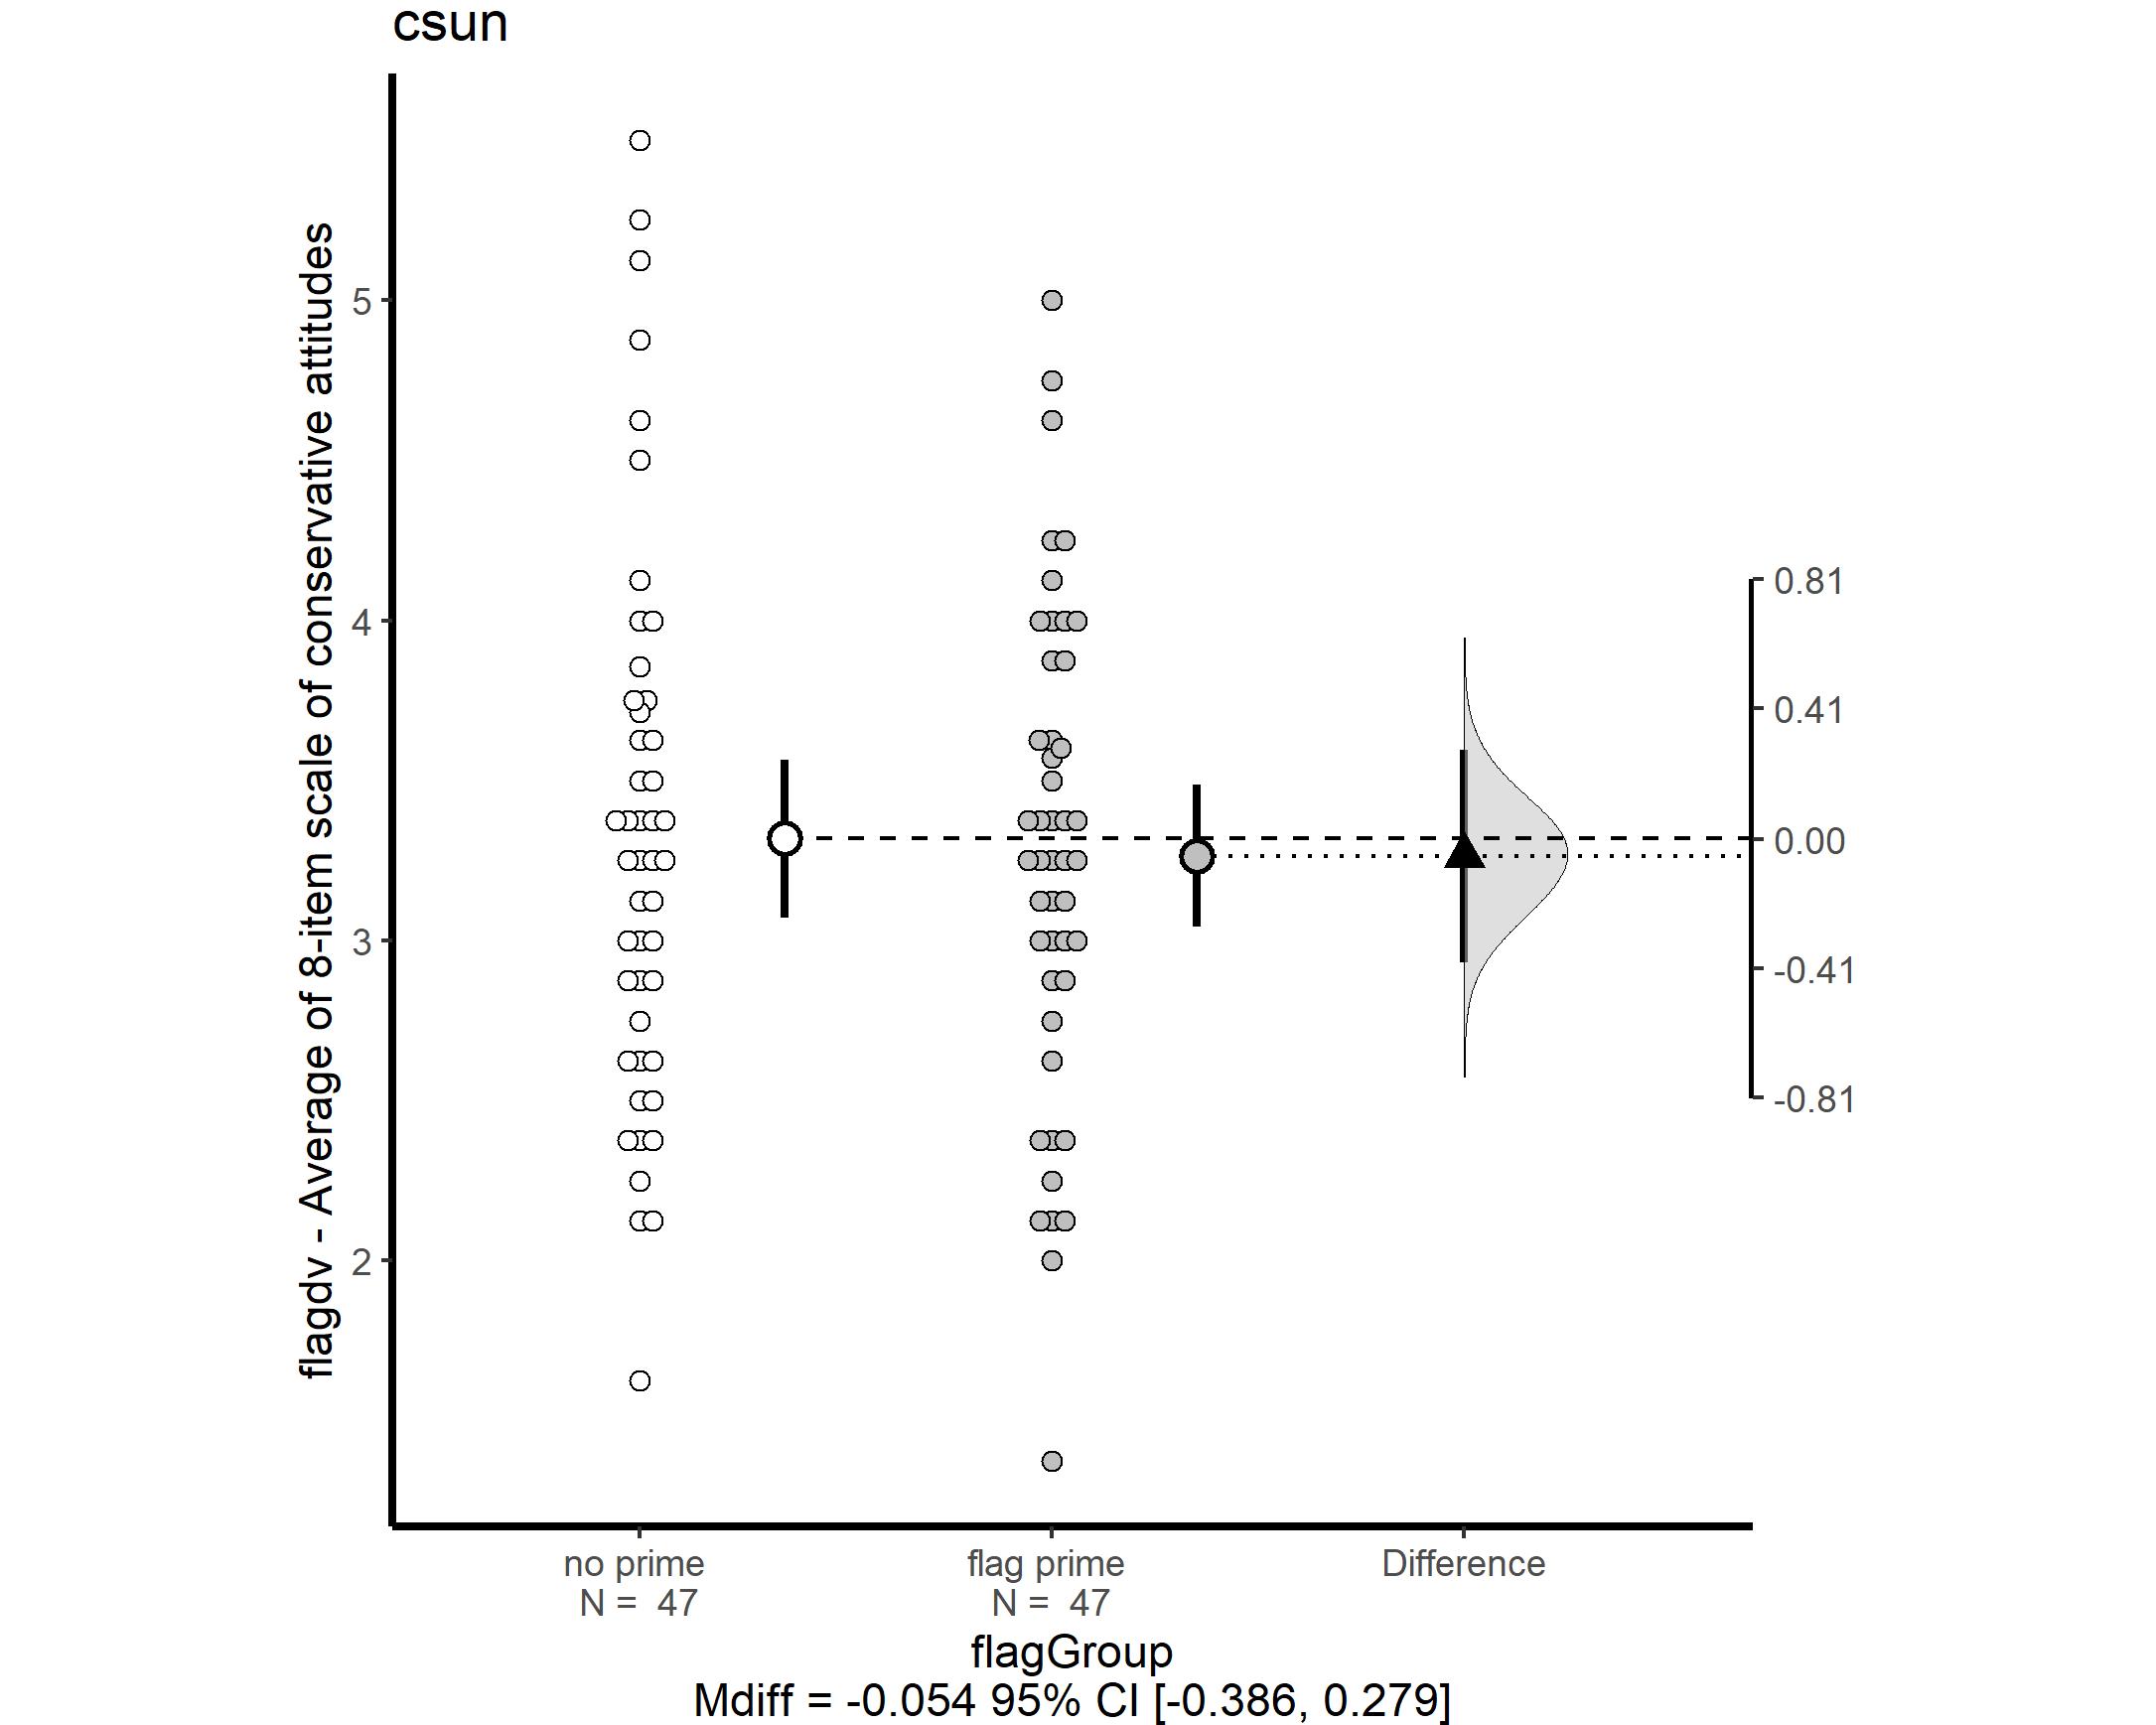 csun
flagdv - Average of 8-item scale of conservative attitudes
5
4
3
2
0.81
0.41
0.00
-0.41
-0.81
no prime
N =  47
flag prime
N =  47
Difference
flagGroup
Mdiff = -0.054 95% CI [-0.386, 0.279]